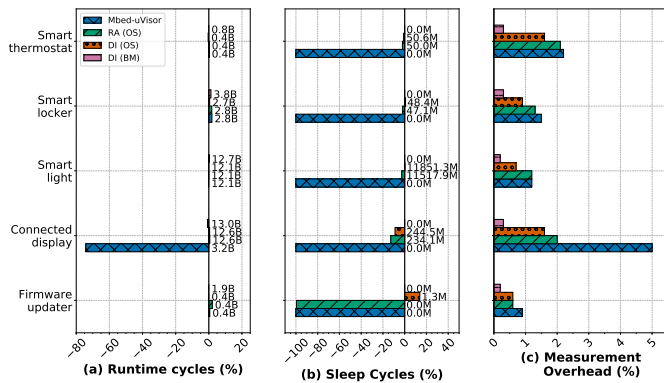 Mbed-uVisor
RA (OS)
DI (OS)
DI (BM)
Smart
thermostat
Smart
locker
Smart
light
Connected
display
Firmware
updater
0.8B
0.4B
0.4B
0.4B
3.8B
2.7B
2.8B
2.8B
12.7B
12.1B
12.1B
12.1B
13.0B
12.6B
12.6B
3.2B
1.9B
0.4B
0.4B
0.4B
−80 −60 −40 −20 0 20
(a) Runtime cycles (%)
0.0M
50.6M
50.0M
0.0M
0.0M
48.4M
47.1M
0.0M
0.0M
11851.3M
11517.9M
0.0M
0.0M
244.5M
234.1M
0.0M
0.0M
1.3M
0.0M
0.0M
−100 −80 −60 −40 −20 0 20 40
(b) Sleep Cycles (%)
0 1 2 3 4 5
(c) Measurement
Overhead (%)